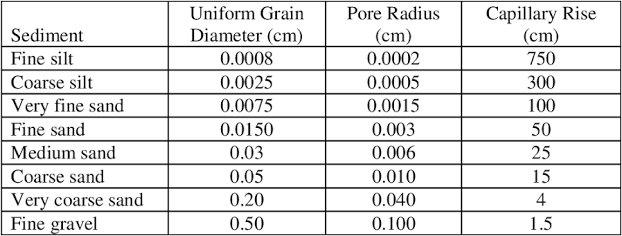 Sediment Uniform Grain Diameter (cm) Pore Radius (cm) Capillary Rise (cm)
Fine silt 0.0008 0.0002 750
Coarse silt 0.0025 0.0005 300
Very fine sand 0.0075 0.0015 100
Fine sand 0.0150 0.003 50
Medium sand 0.03 0.006 25
Coarse sand 0.05 0.010 15
Very coarse sand 0.20 0.040 4
Fine gravel 0.50 0.100 1.5